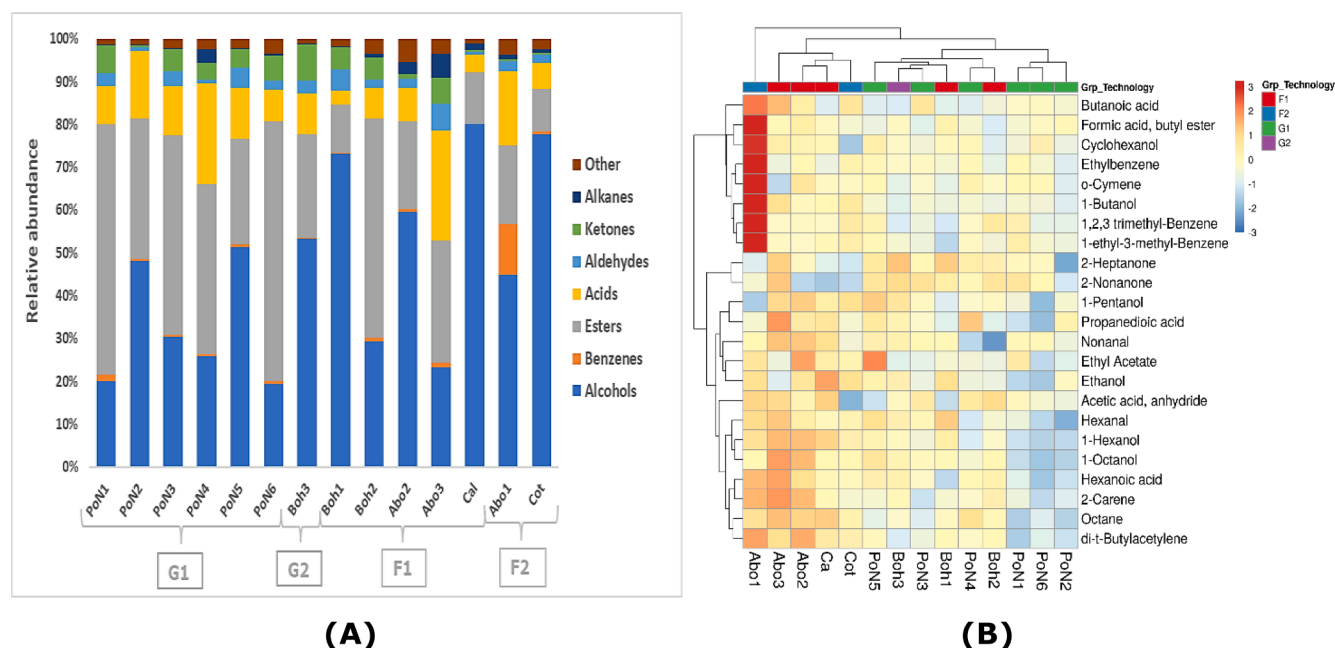 Relative abundance
100%
90%
80%
70%
60%
50%
40%
30%
20%
10%
0%
PoN1
PoN2
PoN3
PoN4
PoN5
PoN6
Boh3
Boh1
Boh2
Abo2
Abo3
Cal
Abo1
Cot
G1
G2
F1
F2
Other
Alkanes
Ketones
Aldehydes
Acids
Esters
Benzenes
Alcohols
(A)
Grp_Technology
Butanoic acid
Formic acid, butyl ester
Cyclohexanol
Ethylbenzene
o-Cymene
1-Butanol
1,2,3 trimethyl-Benzene
1-ethyl-3-methyl-Benzene
2-Heptanone
2-Nonanone
1-Pentanol
Propanedioic acid
Nonanal
Ethyl Acetate
Ethanol
Acetic acid, anhydride
Hexanal
1-Hexanol
1-Octanol
Hexanoic acid
2-Carene
Octane
di-t-Butylacetylene
Abo1
Abo3
Abo2
Ca
Cot
PoN5
Boh3
PoN3
Boh1
PoN4
Boh2
PoN1
PoN6
PoN2
3
2
1
0
-1
-2
-3
Grp_Technology
F1
F2
G1
G2
(B)